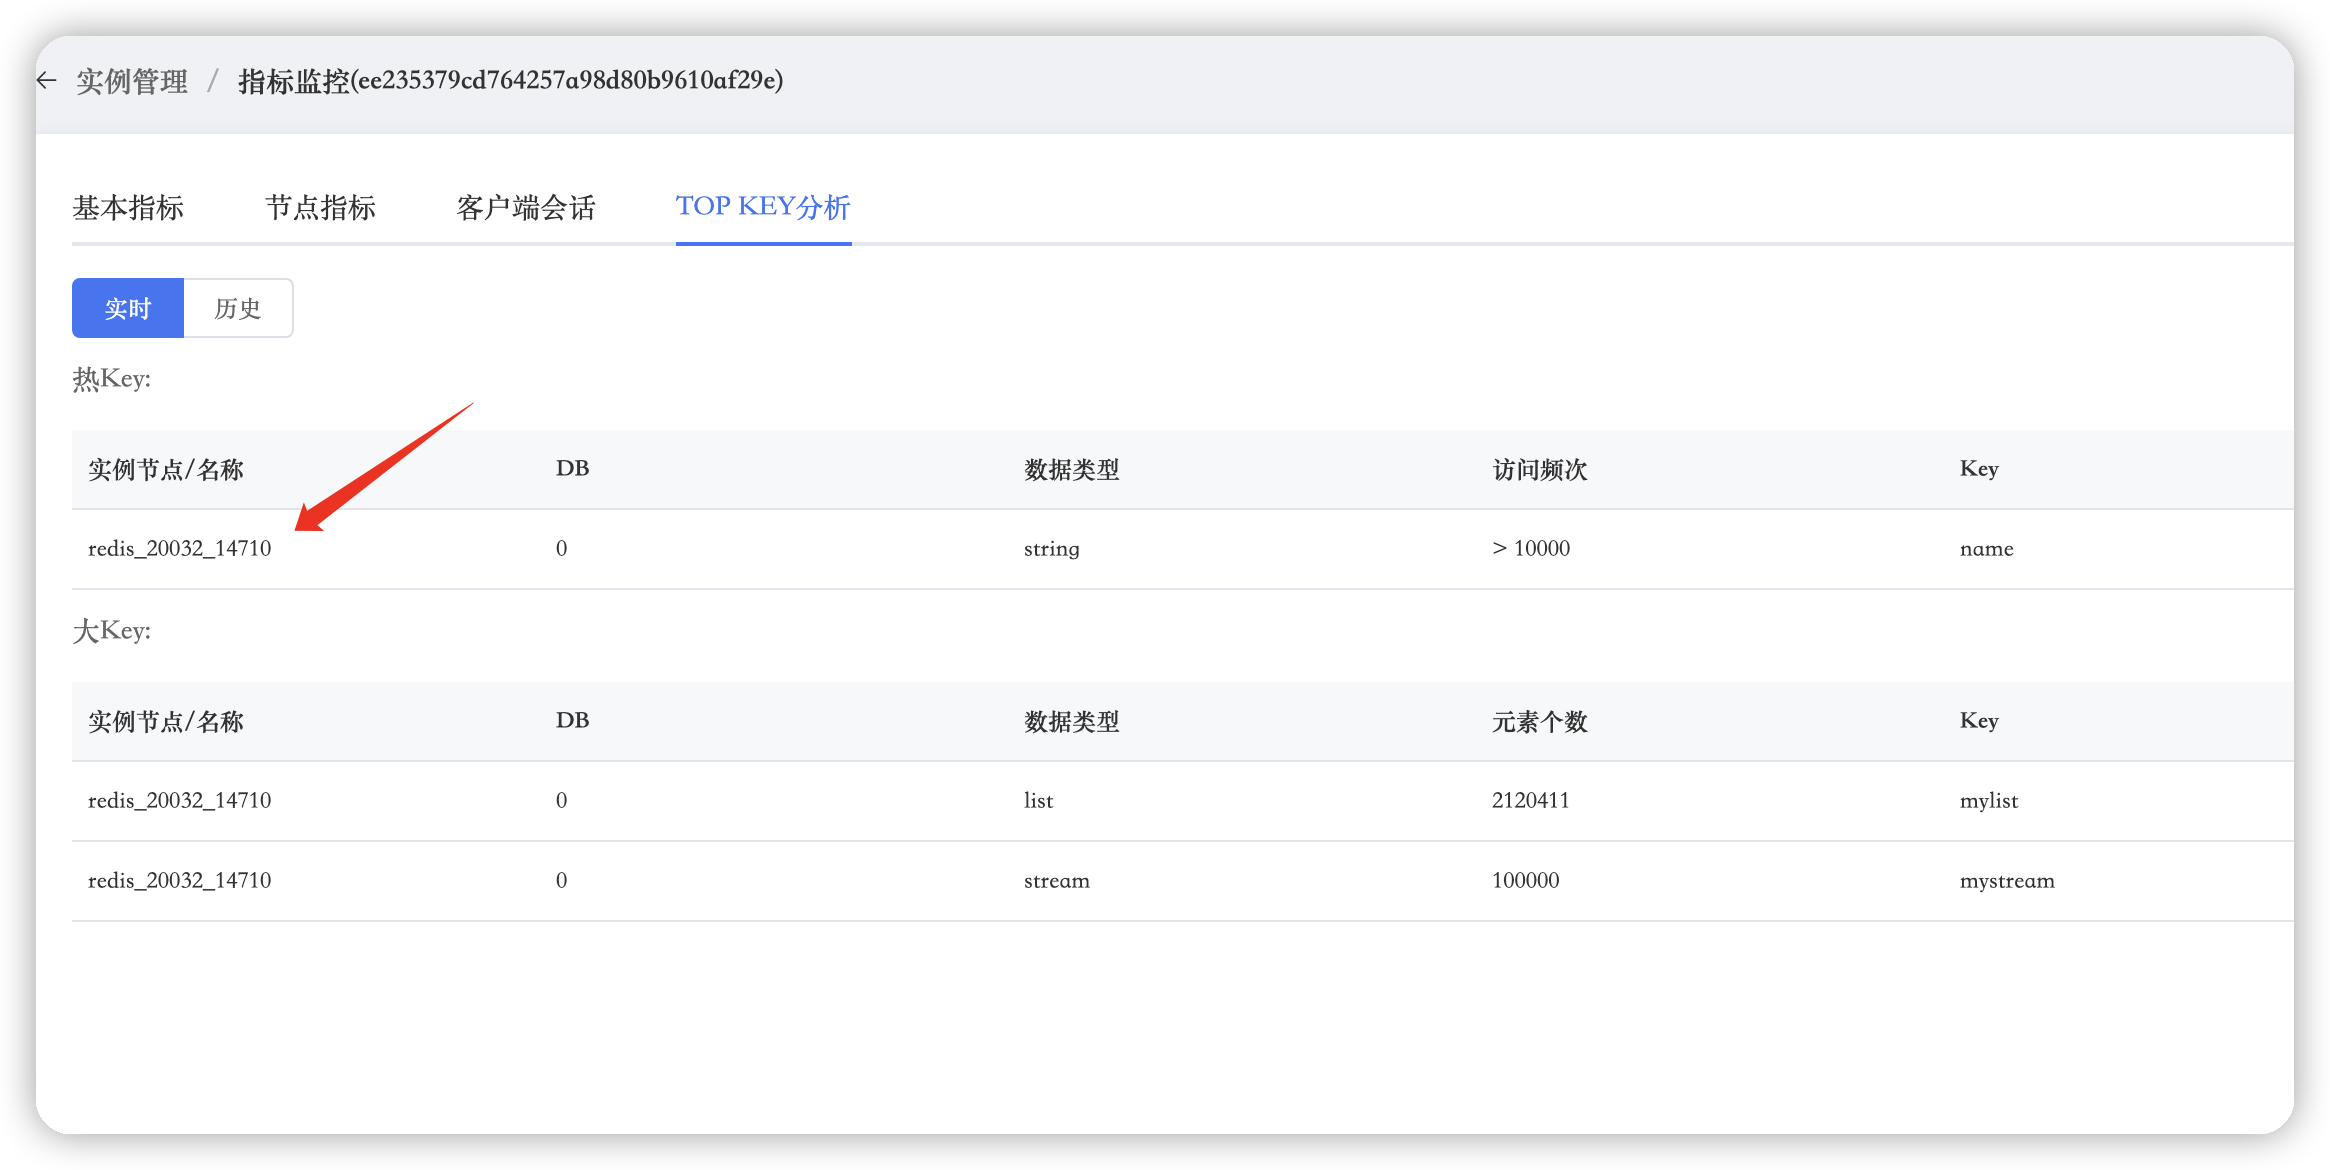 ← 实例管理 / 指标监控(ee235379cd764257a98d80b9610af29e)
基本指标 节点指标 客户端会话 TOP KEY分析
实时 历史
热Key:
实例节点/名称 DB 数据类型 访问频次 Key
redis_20032_14710 0 string > 10000 name
大Key:
实例节点/名称 DB 数据类型 元素个数 Key
redis_20032_14710 0 list 2120411 mylist
redis_20032_14710 0 stream 100000 mystream